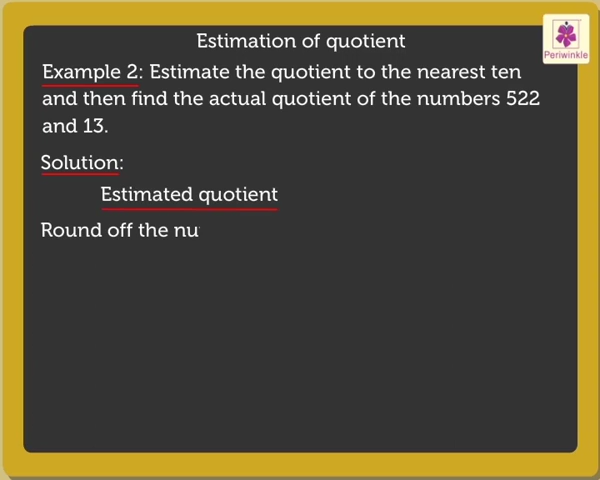 Estimation of quotient
Periwinkle
Example 2: Estimate the quotient to the nearest ten
and then find the actual quotient of the numbers 522
and 13.
Solution:
Estimated quotient
Round off the nu